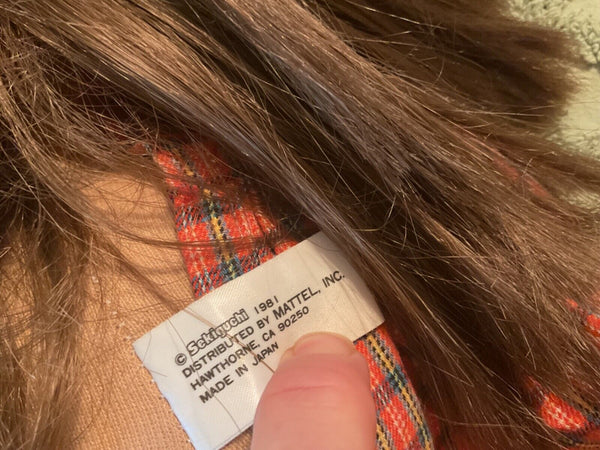 © Sekiguchi 1981
DISTRIBUTED BY MATTEL, INC.
HAWTHORNE, CA 90250
MADE IN JAPAN